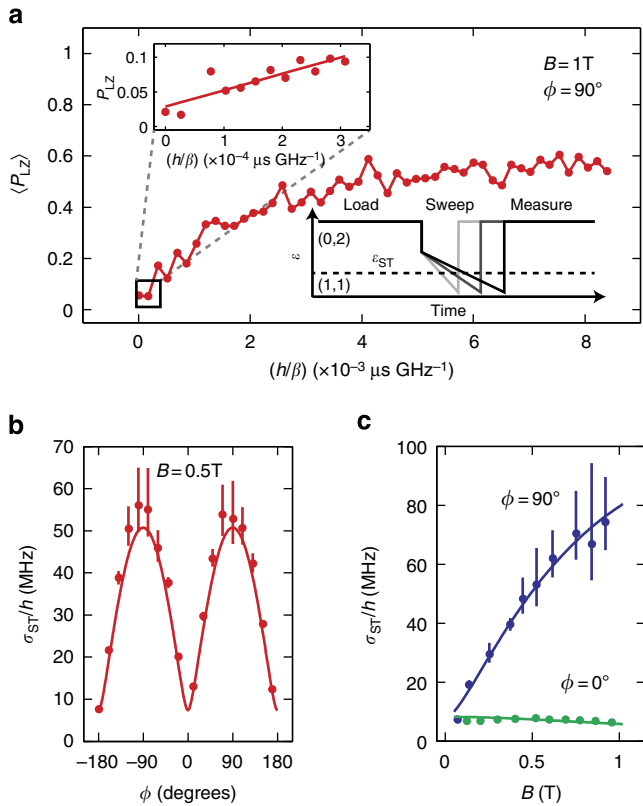 a
1
0.8
0.6
0.4
0.2
0
⟨P_LZ⟩
0.1
0.05
0
P_LZ
0 1 2 3
(h/β) (×10⁻⁴ μs GHz⁻¹)
B = 1T
ϕ = 90°
Load Sweep Measure
(0,2)
ε
ε_ST
(1,1)
Time
0 2 4 6 8
(h/β) (×10⁻³ μs GHz⁻¹)
b
70
60
50
40
30
20
10
0
σ_ST/h (MHz)
B = 0.5T
−180 −90 0 90 180
ϕ (degrees)
c
100
80
60
40
20
0
σ_ST/h (MHz)
ϕ = 90°
ϕ = 0°
0 0.5 1
B (T)